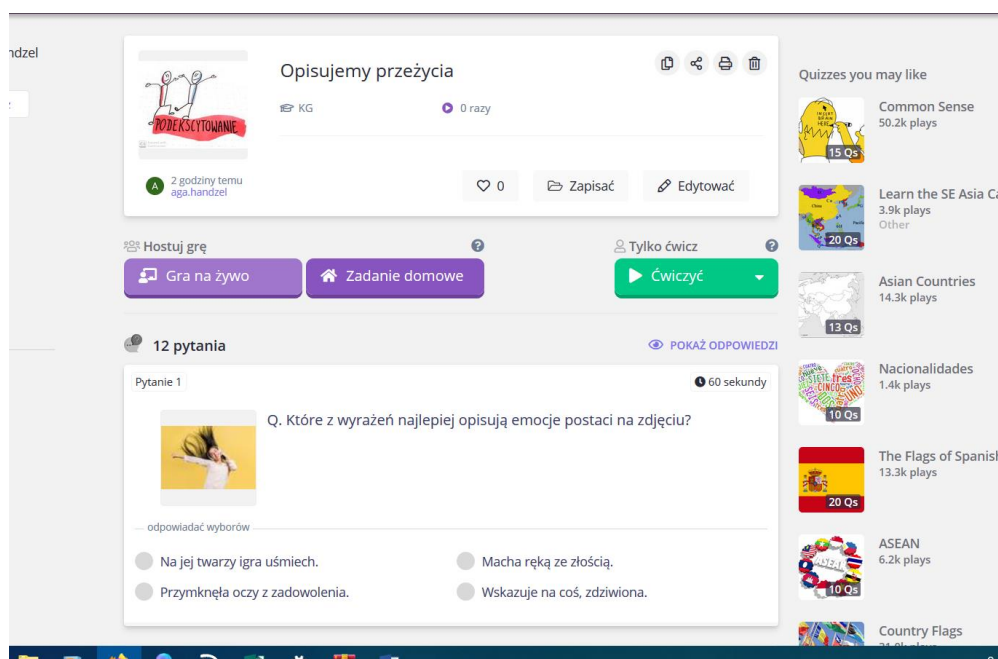 ndzel
Opisujemy przeżycia
KG
0 razy
PODEKSCYTOWANIE
A
2 godziny temu
aga.handzel
0
Zapisać
Edytować
Hostuj grę
Tylko ćwicz
Gra na żywo
Zadanie domowe
Ćwiczyć
12 pytania
POKAŻ ODPOWIEDZI
Pytanie 1
60 sekundy
Q. Które z wyrażeń najlepiej opisują emocje postaci na zdjęciu?
odpowiadać wyborów
Na jej twarzy igra uśmiech.
Macha ręką ze złością.
Przymknęła oczy z zadowolenia.
Wskazuje na coś, zdziwiona.
Quizzes you may like
Common Sense
50.2k plays
15 Qs
Learn the SE Asia Ca
3.9k plays
Other
20 Qs
Asian Countries
14.3k plays
13 Qs
Nacionalidades
1.4k plays
10 Qs
The Flags of Spanish
13.3k plays
20 Qs
ASEAN
6.2k plays
10 Qs
Country Flags